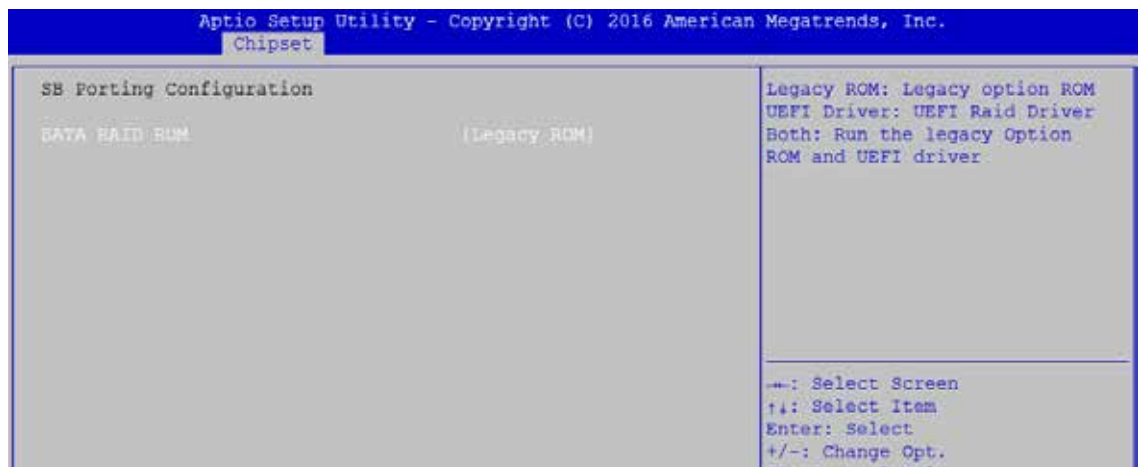 Aptio Setup Utility - Copyright (C) 2016 American Megatrends, Inc.
Chipset
SB Porting Configuration
SATA RAID ROM [Legacy ROM]
Legacy ROM: Legacy option ROM
UEFI Driver: UEFI Raid Driver
Both: Run the legacy Option
ROM and UEFI driver
→←: Select Screen
↑↓: Select Item
Enter: Select
+/-: Change Opt.